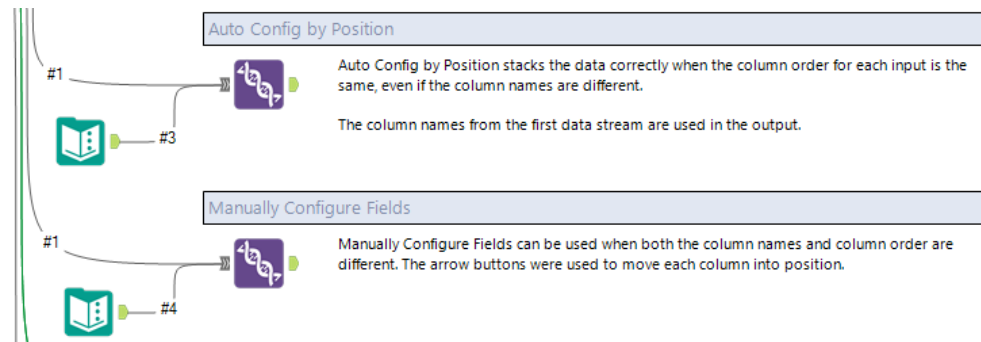 Auto Config by Position
#1
Auto Config by Position stacks the data correctly when the column order for each input is the
same, even if the column names are different.
#3
The column names from the first data stream are used in the output.
Manually Configure Fields
#1
Manually Configure Fields can be used when both the column names and column order are
different. The arrow buttons were used to move each column into position.
#4